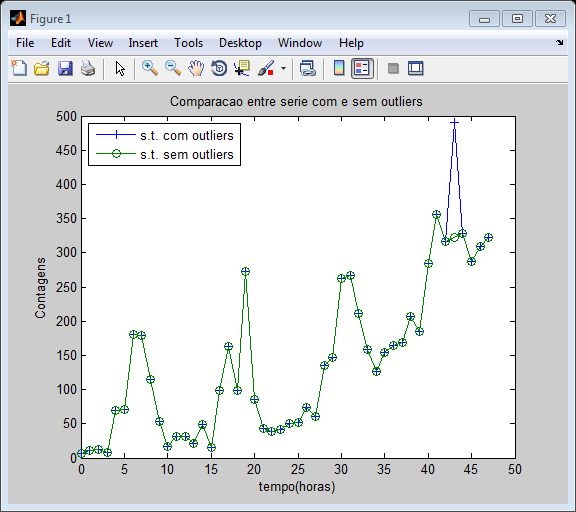 Figure 1
File Edit View Insert Tools Desktop Window Help
Comparacao entre serie com e sem outliers
s.t. com outliers
s.t. sem outliers
500
450
400
350
300
250
200
150
100
50
0
Contagens
0 5 10 15 20 25 30 35 40 45 50
tempo(horas)